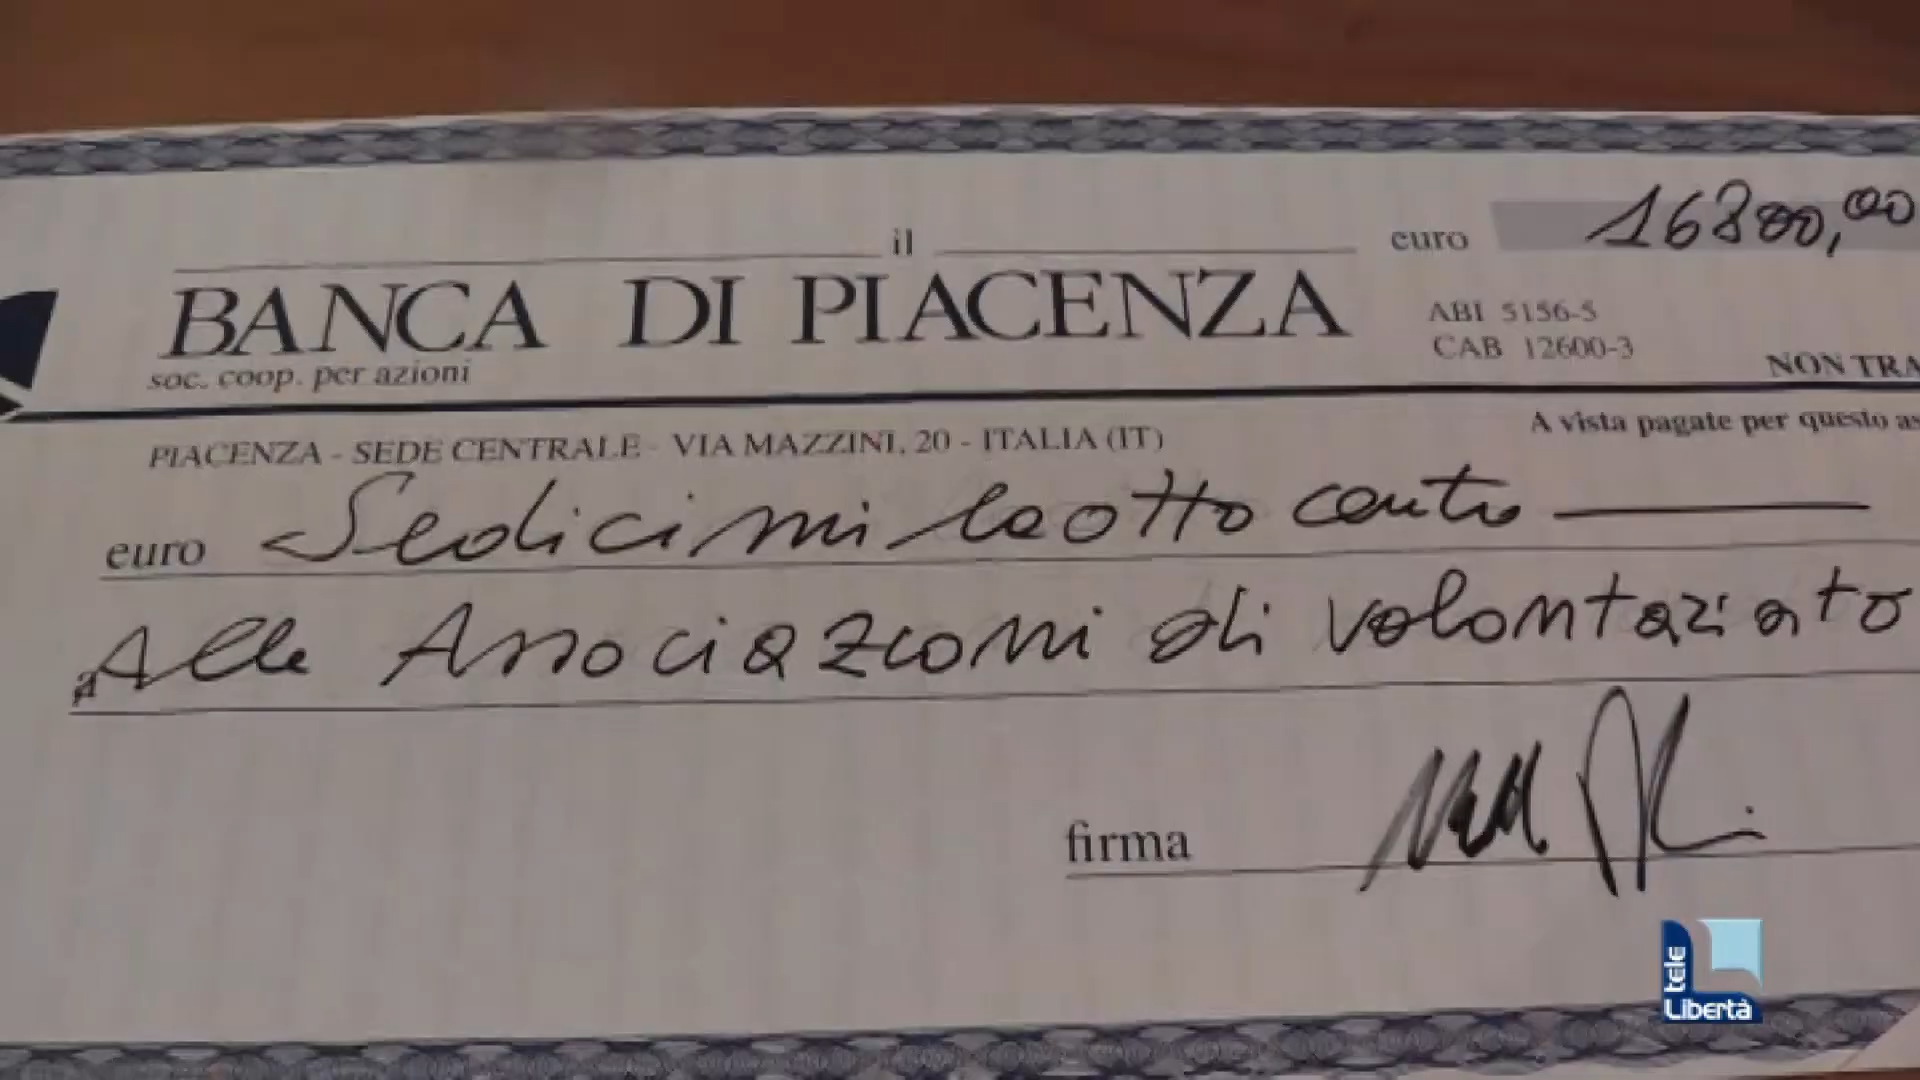 il
euro 16800,00
BANCA DI PIACENZA
soc. coop. per azioni
ABI 5156-5
CAB 12600-3
NON TRA
A vista pagate per questo as
PIACENZA - SEDE CENTRALE - VIA MAZZINI, 20 - ITALIA (IT)
euro Sedicimileottocento
a Alle Associazioni di volontariato
firma
tele
Libertà